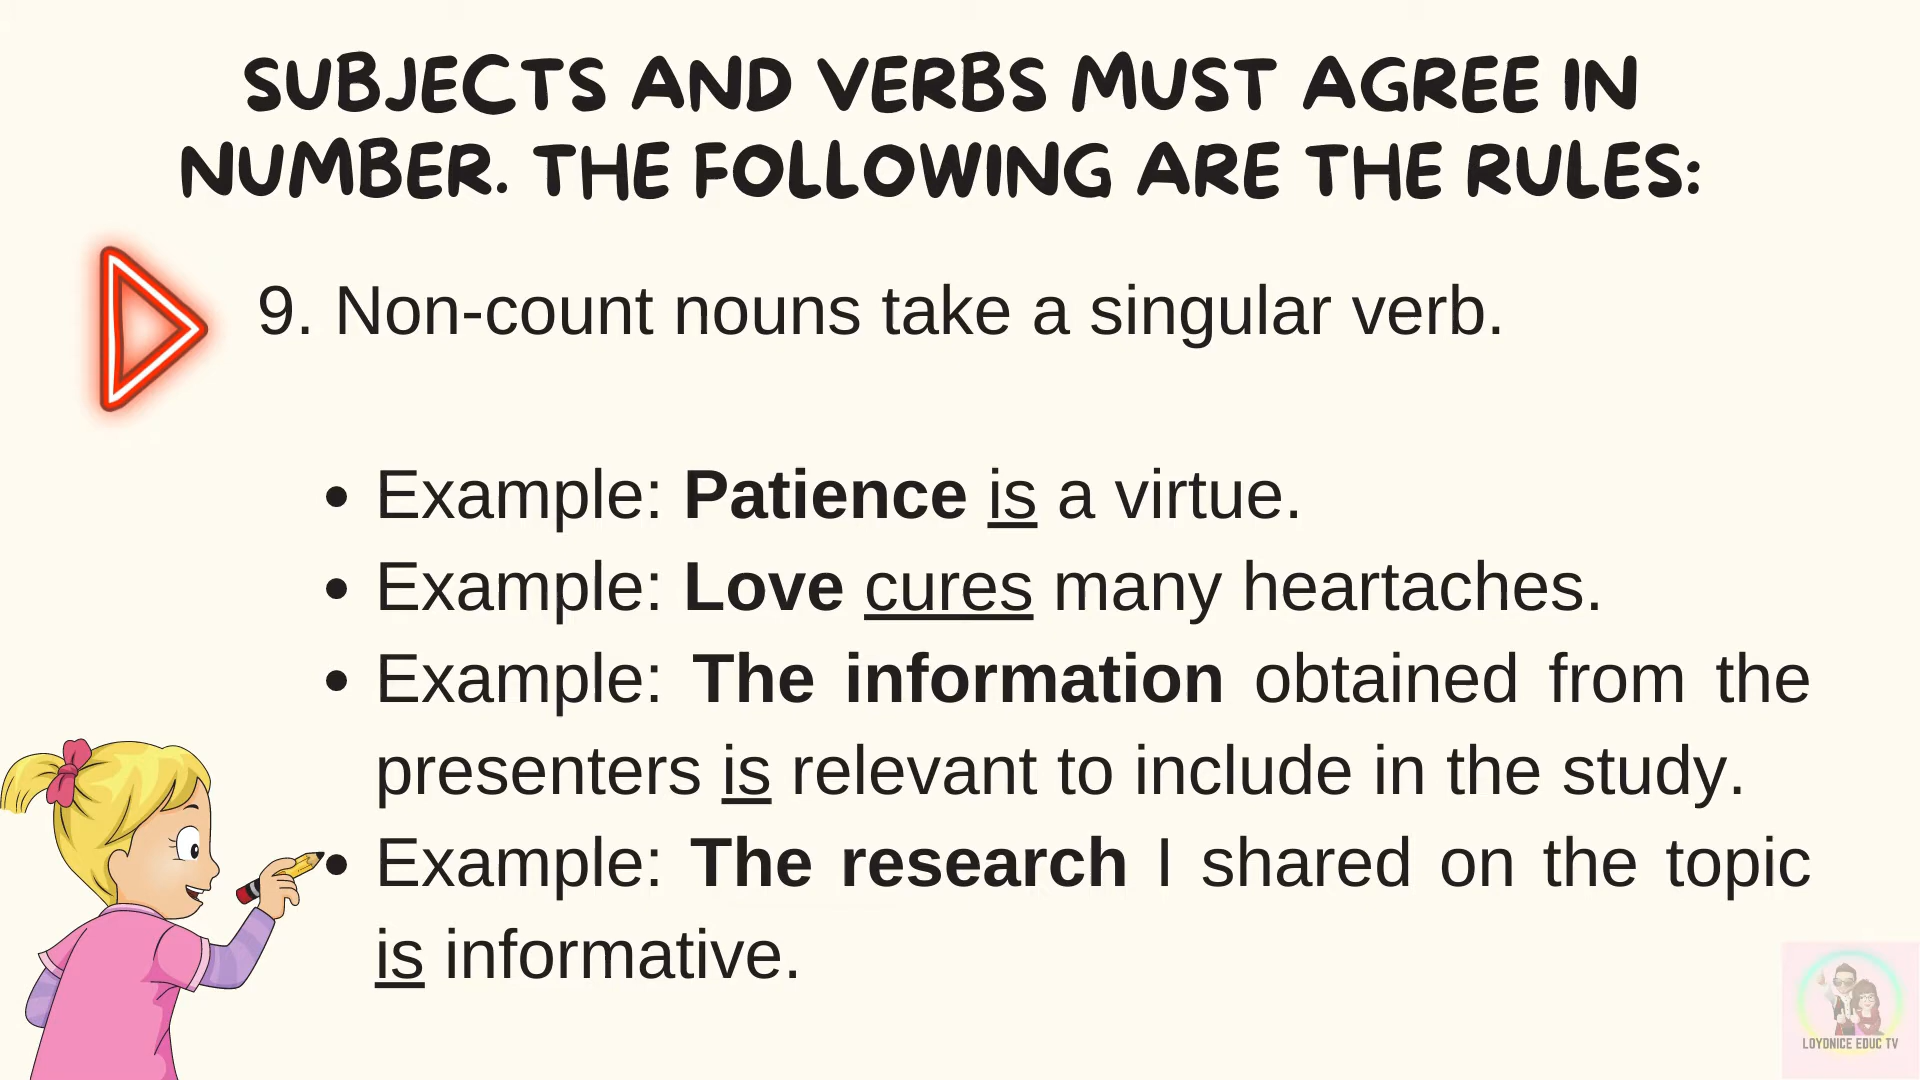 SUBJECTS AND VERBS MUST AGREE IN
NUMBER. THE FOLLOWING ARE THE RULES:
9. Non-count nouns take a singular verb.
• Example: Patience is a virtue.
• Example: Love cures many heartaches.
• Example: The information obtained from the
presenters is relevant to include in the study.
• Example: The research I shared on the topic
is informative.
LOYDNICE EDUC TV